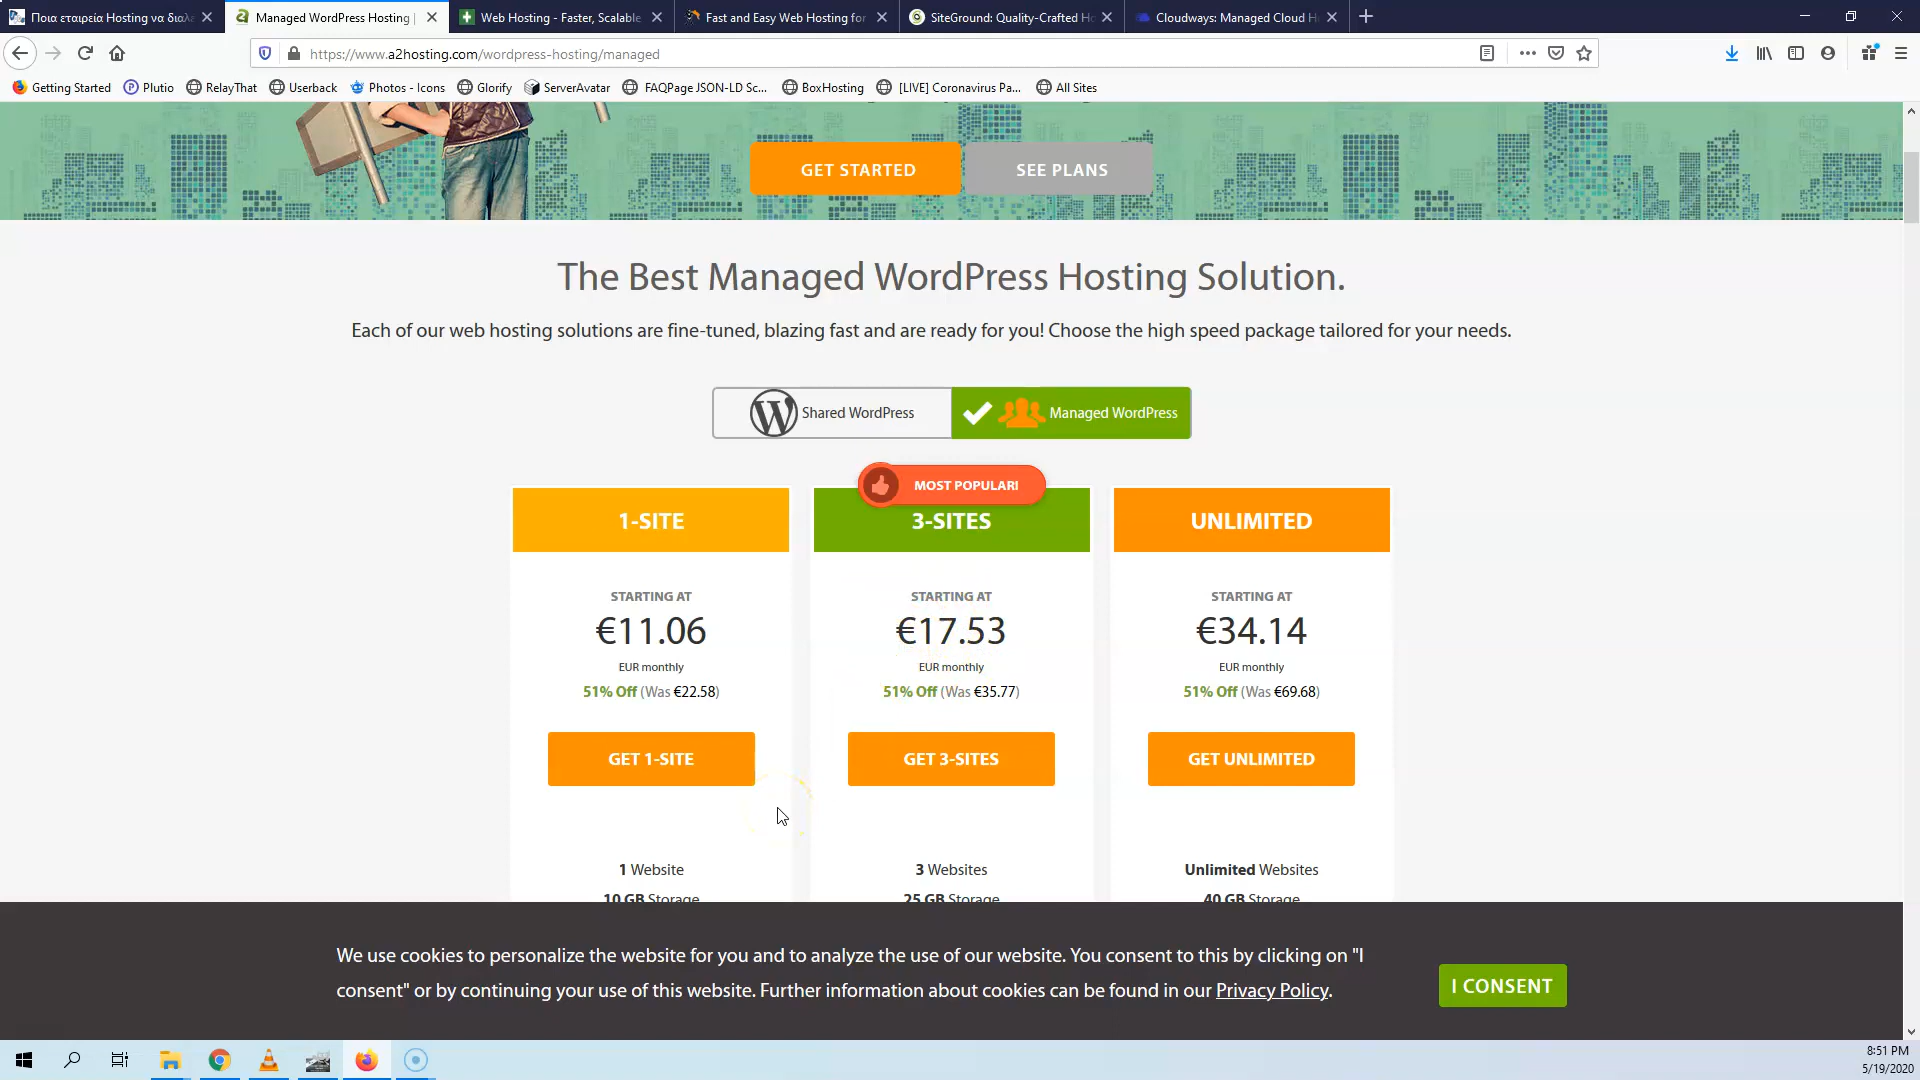 Ποια εταιρεία Hosting να διαλ
Managed WordPress Hosting |
Web Hosting - Faster, Scalable
Fast and Easy Web Hosting for
SiteGround: Quality-Crafted Ho
Cloudways: Managed Cloud H
https://www.a2hosting.com/wordpress-hosting/managed
Getting Started
Plutio
RelayThat
Userback
Photos - Icons
Glorify
ServerAvatar
FAQPage JSON-LD Sc...
BoxHosting
[LIVE] Coronavirus Pa...
All Sites
GET STARTED
SEE PLANS
The Best Managed WordPress Hosting Solution.
Each of our web hosting solutions are fine-tuned, blazing fast and are ready for you! Choose the high speed package tailored for your needs.
Shared WordPress
Managed WordPress
MOST POPULAR!
1-SITE
3-SITES
UNLIMITED
STARTING AT
€11.06
EUR monthly
51% Off (Was €22.58)
GET 1-SITE
1 Website
10 GB Storage
STARTING AT
€17.53
EUR monthly
51% Off (Was €35.77)
GET 3-SITES
3 Websites
25 GB Storage
STARTING AT
€34.14
EUR monthly
51% Off (Was €69.68)
GET UNLIMITED
Unlimited Websites
40 GB Storage
We use cookies to personalize the website for you and to analyze the use of our website. You consent to this by clicking on "I
consent" or by continuing your use of this website. Further information about cookies can be found in our Privacy Policy.
I CONSENT
8:51 PM
5/19/2020